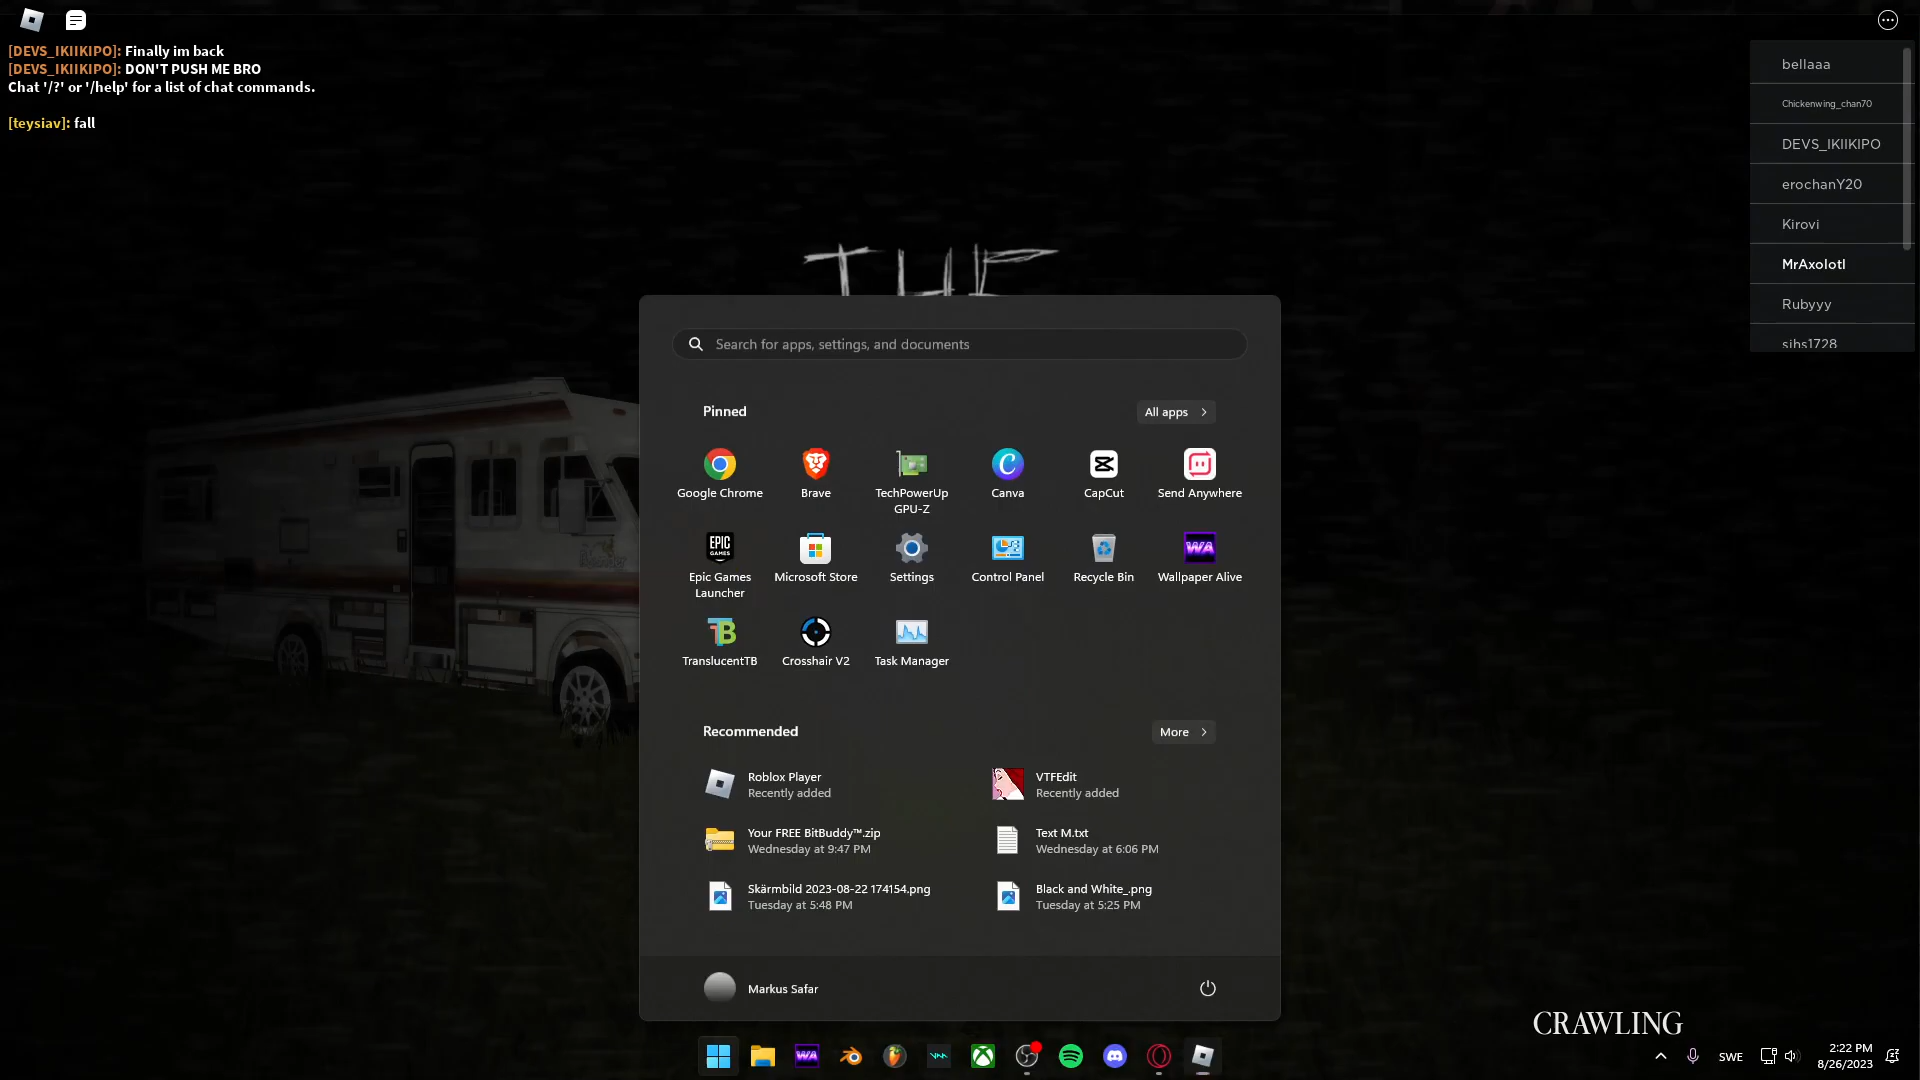 [DEVS_IKIIKIPO]: Finally im back
[DEVS_IKIIKIPO]: DON'T PUSH ME BRO
Chat '/?' or '/help' for a list of chat commands.
[teysiav]: fall
bellaaa
Chickenwing_chan70
DEVS_IKIIKIPO
erochanY20
Kirovi
MrAxolotl
Rubyyy
sihs1728
THE
Search for apps, settings, and documents
Pinned
All apps
Google Chrome
Brave
TechPowerUp
GPU-Z
Canva
CapCut
Send Anywhere
EPIC
GAMES
WA
Epic Games
Launcher
Microsoft Store
Settings
Control Panel
Recycle Bin
Wallpaper Alive
TB
TranslucentTB
Crosshair V2
Task Manager
Recommended
More
Roblox Player
Recently added
VTFEdit
Recently added
Your FREE BitBuddy™.zip
Wednesday at 9:47 PM
Text M.txt
Wednesday at 6:06 PM
Skärmbild 2023-08-22 174154.png
Tuesday at 5:48 PM
Black and White_.png
Tuesday at 5:25 PM
Markus Safar
CRAWLING
WA
SWE
2:22 PM
8/26/2023